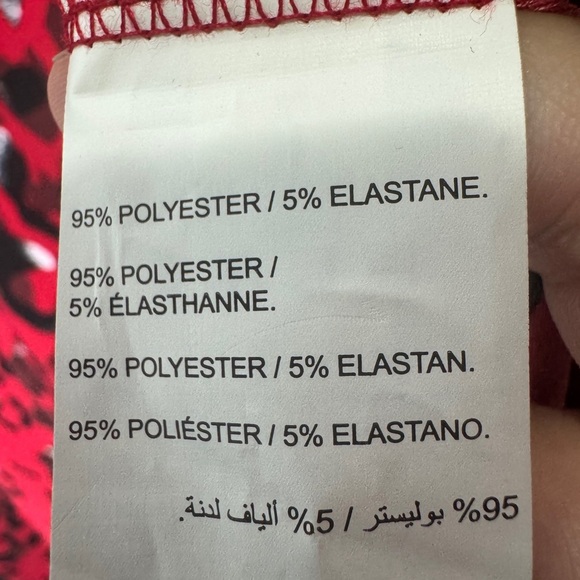 95% POLYESTER / 5% ELASTANE.
95% POLYESTER /
5% ÉLASTHANNE.
95% POLYESTER / 5% ELASTAN.
95% POLIÉSTER / 5% ELASTANO.
95% بوليستر / 5% ألياف لدنة.